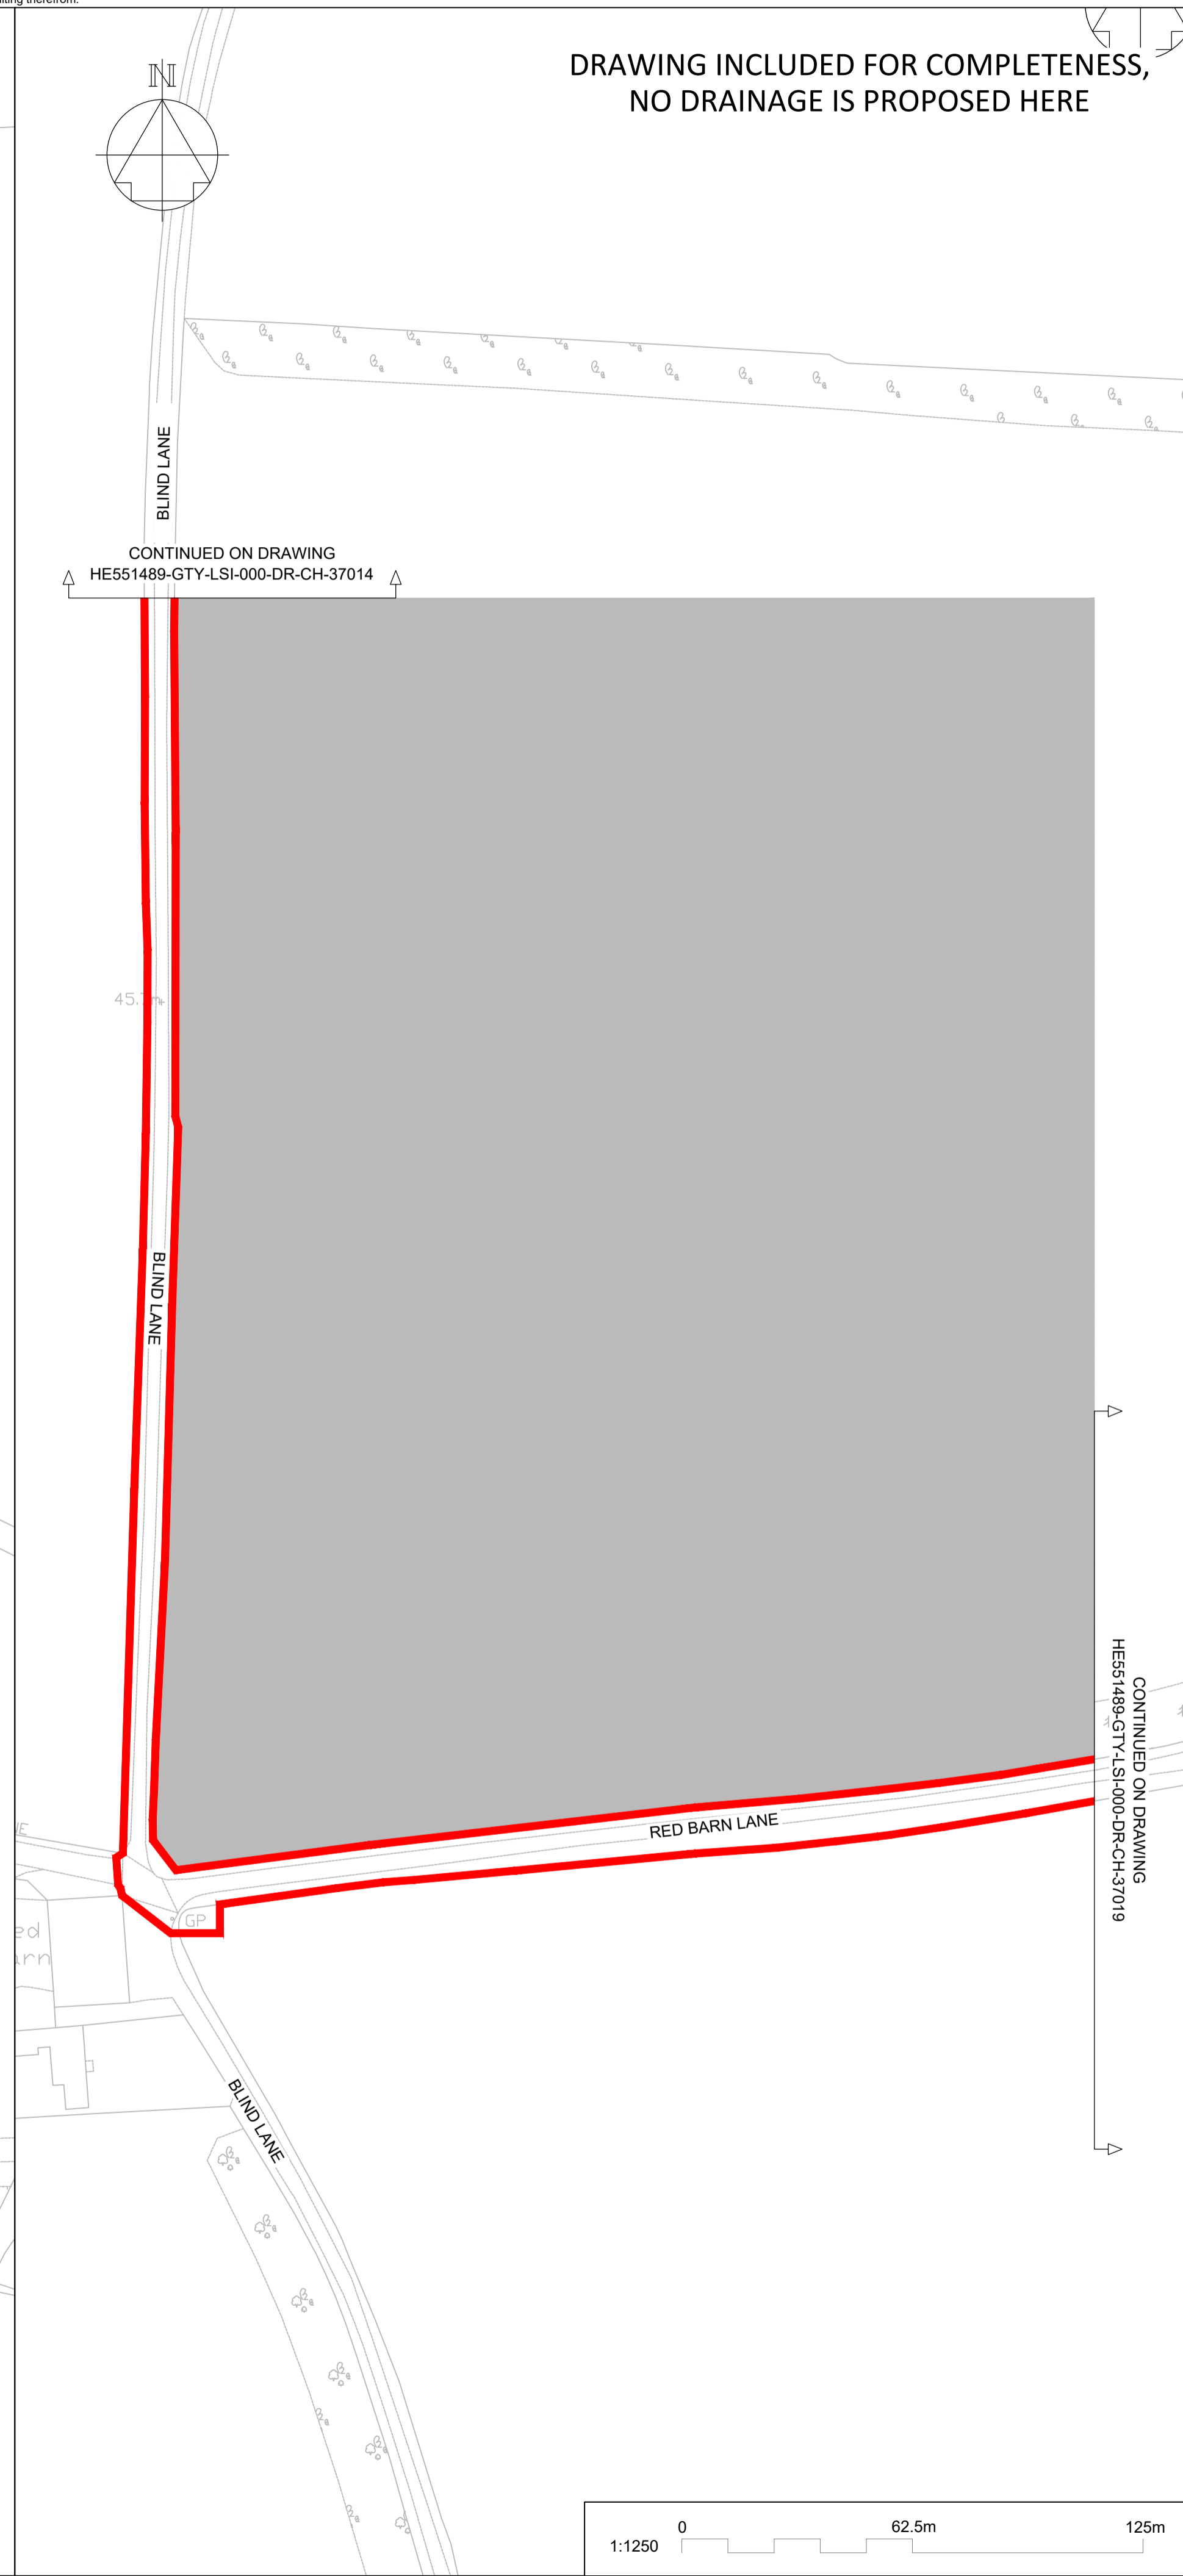 lting therefrom.
N
DRAWING INCLUDED FOR COMPLETENESS,
NO DRAINAGE IS PROPOSED HERE
BLIND LANE
CONTINUED ON DRAWING
HE551489-GTY-LSI-000-DR-CH-37014
BLIND LANE
CONTINUED ON DRAWING
HE551489-GTY-LSI-000-DR-CH-37019
RED BARN LANE
GP
BLIND LANE
1:1250
0
62.5m
125m